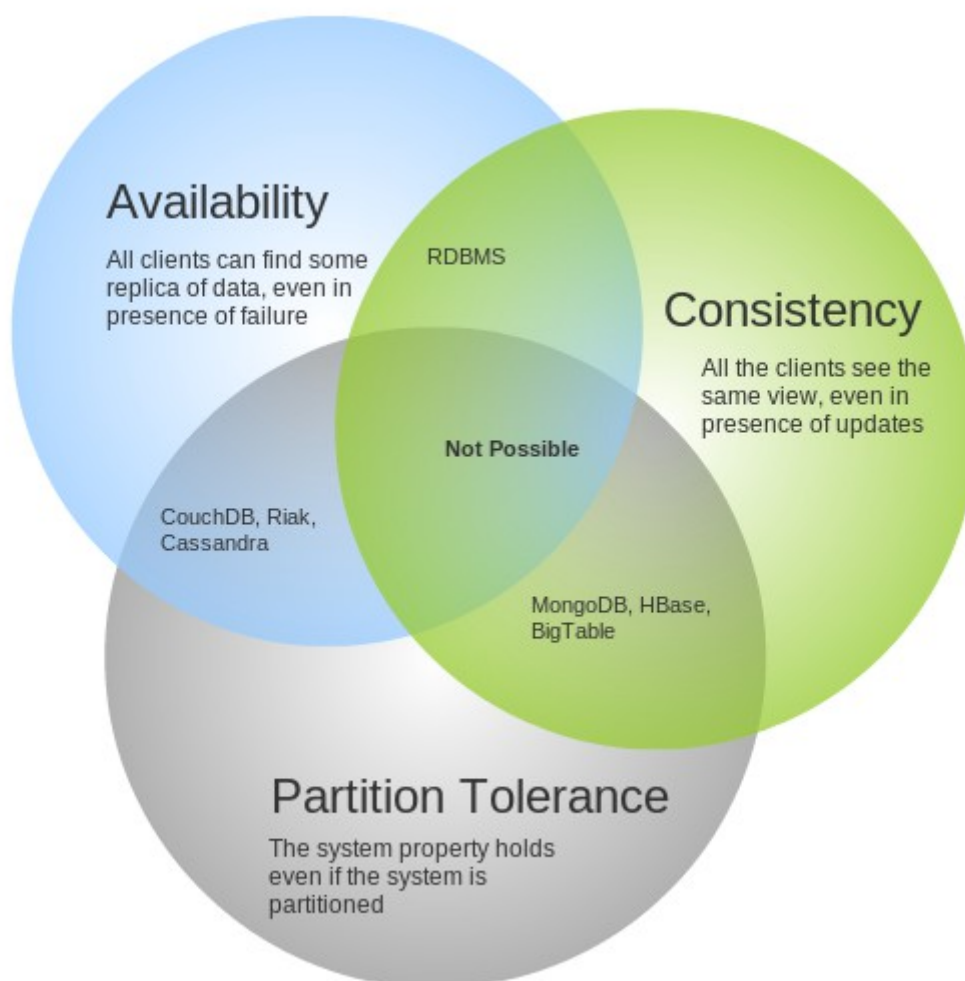 Availability
All clients can find some
replica of data, even in
presence of failure
RDBMS
Consistency
All the clients see the
same view, even in
presence of updates
Not Possible
CouchDB, Riak,
Cassandra
MongoDB, HBase,
BigTable
Partition Tolerance
The system property holds
even if the system is
partitioned